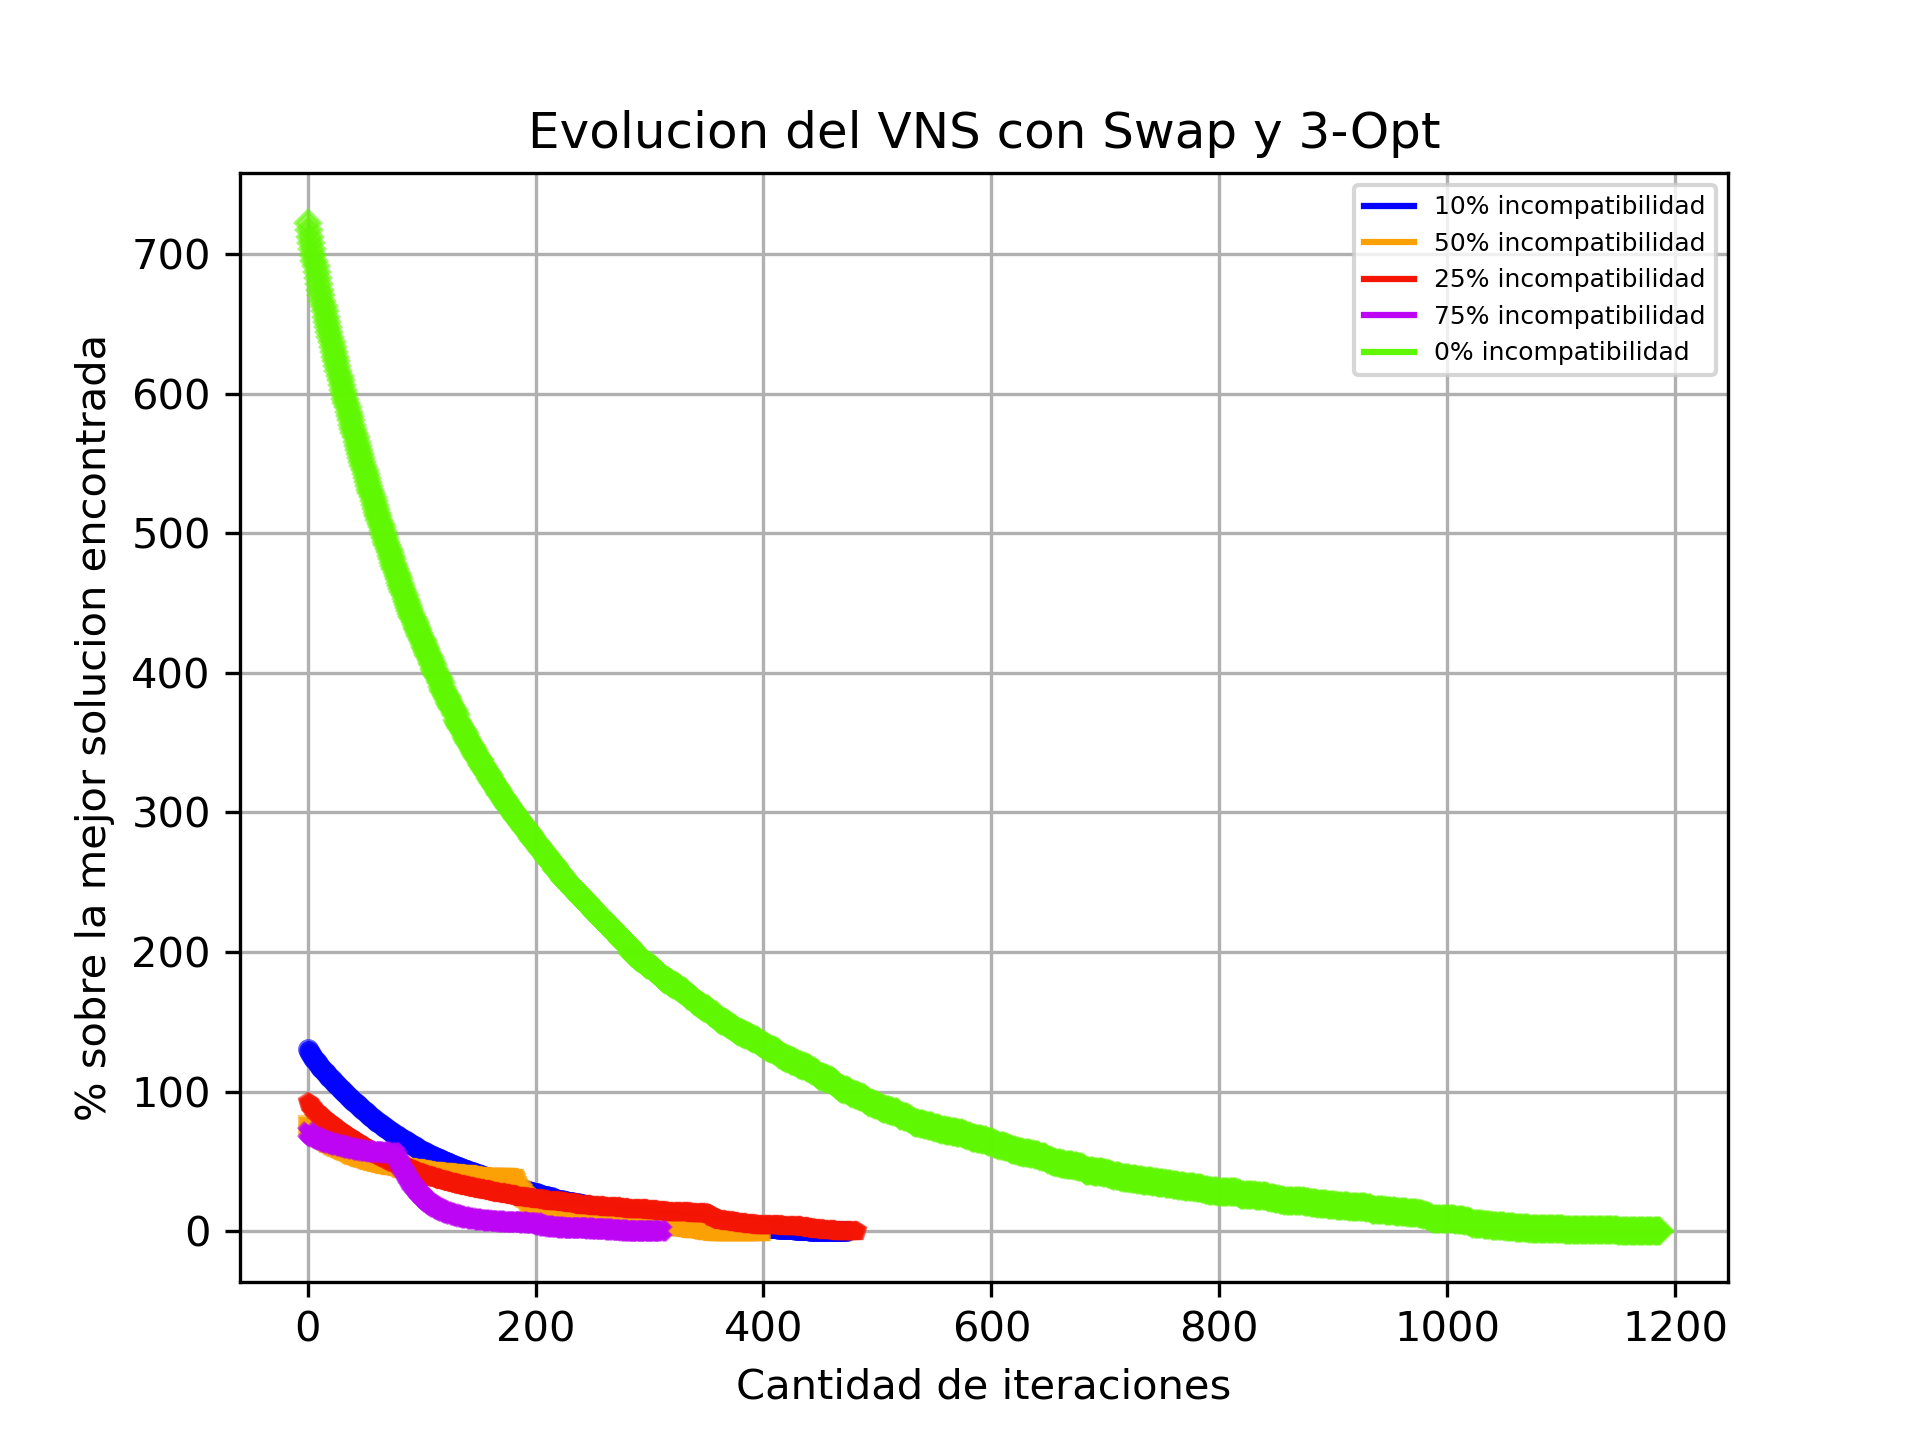 Evolucion del VNS con Swap y 3-Opt
10% incompatibilidad
50% incompatibilidad
25% incompatibilidad
75% incompatibilidad
0% incompatibilidad
% sobre la mejor solucion encontrada
700
600
500
400
300
200
100
0
0 200 400 600 800 1000 1200
Cantidad de iteraciones